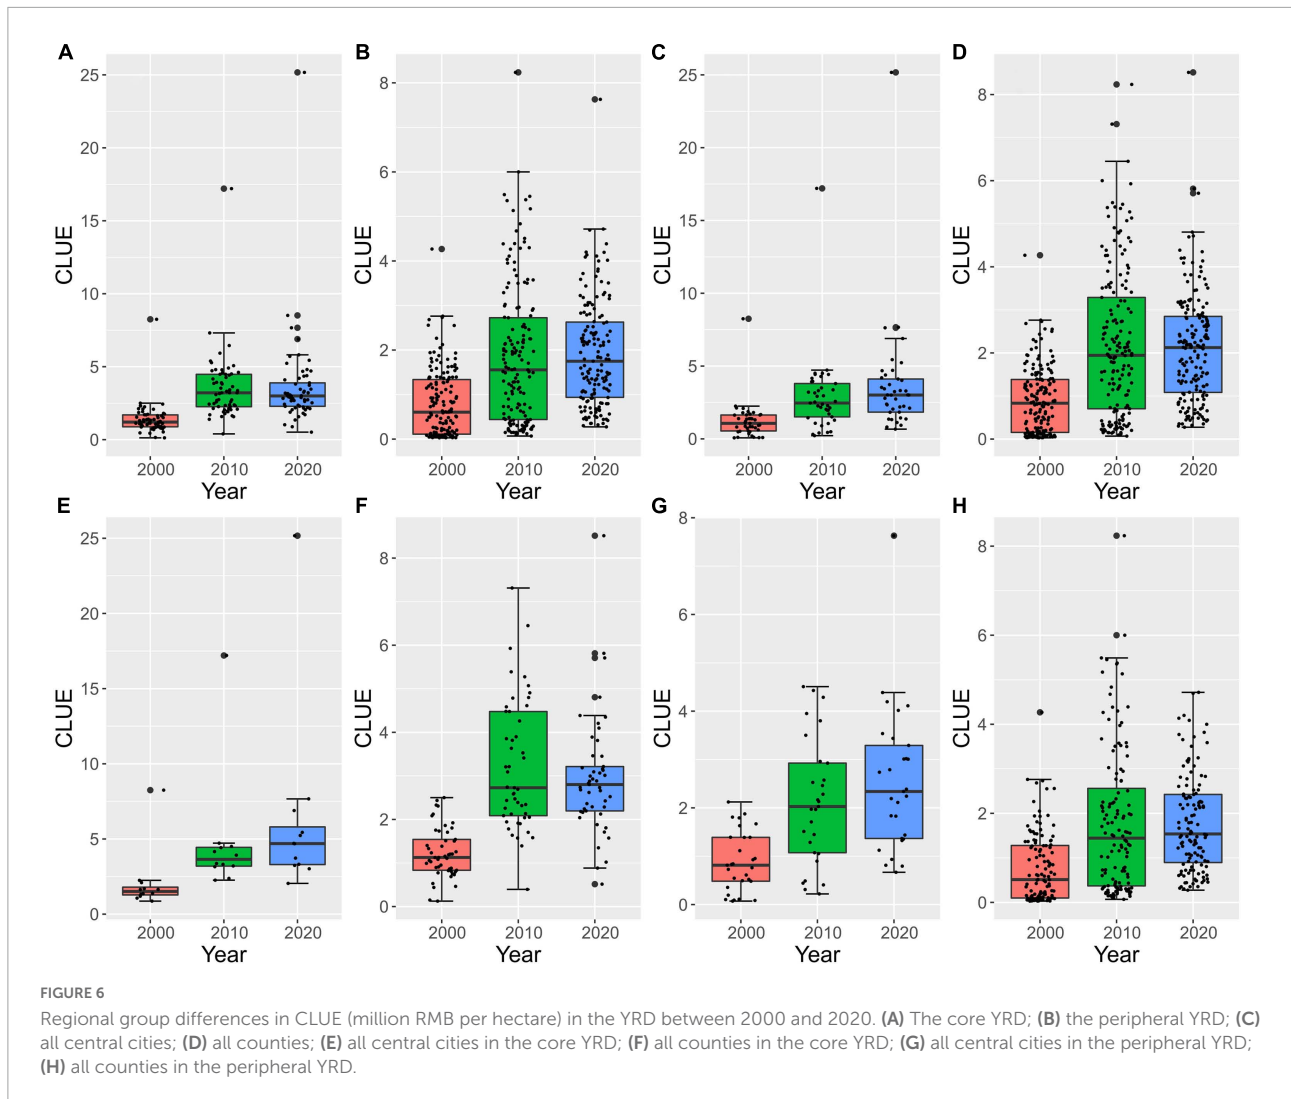 A
B
C
D
25
20
15
10
5
0
CLUE
2000 2010 2020
Year
8
6
4
2
0
CLUE
2000 2010 2020
Year
25
20
15
10
5
0
CLUE
2000 2010 2020
Year
8
6
4
2
0
CLUE
2000 2010 2020
Year
E
F
G
H
25
20
15
10
5
0
CLUE
2000 2010 2020
Year
8
6
4
2
0
CLUE
2000 2010 2020
Year
8
6
4
2
0
CLUE
2000 2010 2020
Year
8
6
4
2
0
CLUE
2000 2010 2020
Year
FIGURE 6
Regional group differences in CLUE (million RMB per hectare) in the YRD between 2000 and 2020. (A) The core YRD; (B) the peripheral YRD; (C)
all central cities; (D) all counties; (E) all central cities in the core YRD; (F) all counties in the core YRD; (G) all central cities in the peripheral YRD;
(H) all counties in the peripheral YRD.